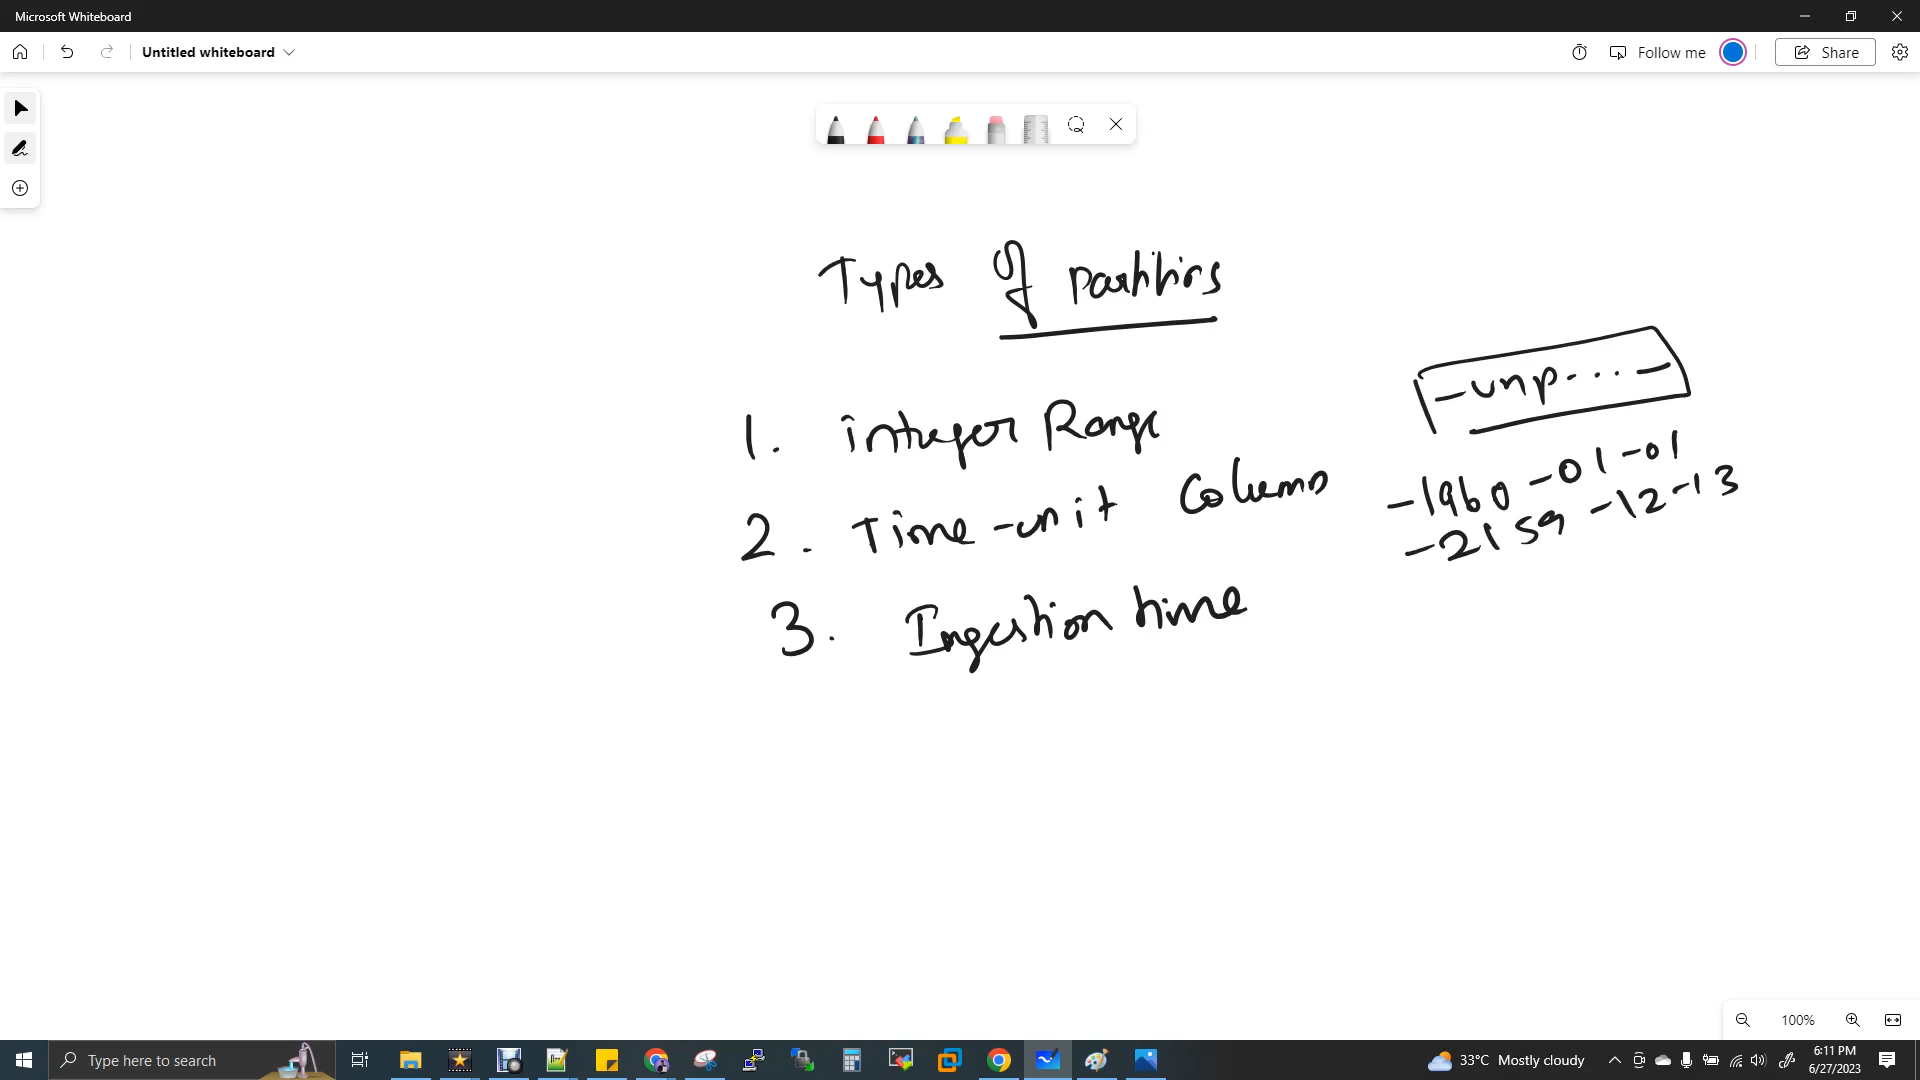 Microsoft Whiteboard
Untitled whiteboard
Follow me
Share
Types of partitions
-unp...-
1. integer Range
2. Time-unit Column
-1960-01-01
-2159-12-13
3. Ingestion time
100%
Type here to search
33°C Mostly cloudy
6:11 PM
6/27/2023